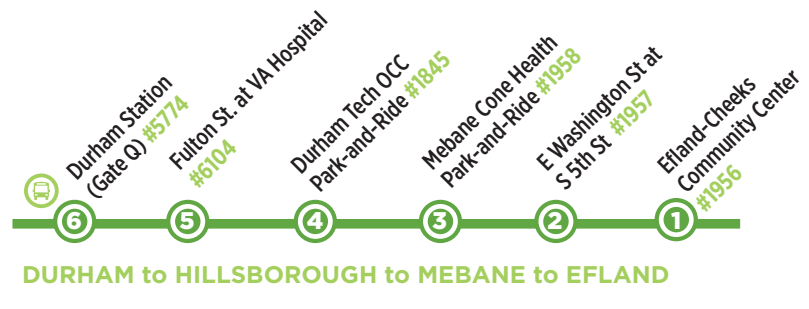 Durham Station
(Gate Q) #5774
Fulton St. at VA Hospital
#6104
Durham Tech OCC
Park-and-Ride #1845
Mebane Cone Health
Park-and-Ride #1958
E Washington St at
S 5th St #1957
Efland-Cheeks
Community Center
#1956
6
5
4
3
2
1
DURHAM to HILLSBOROUGH to MEBANE to EFLAND